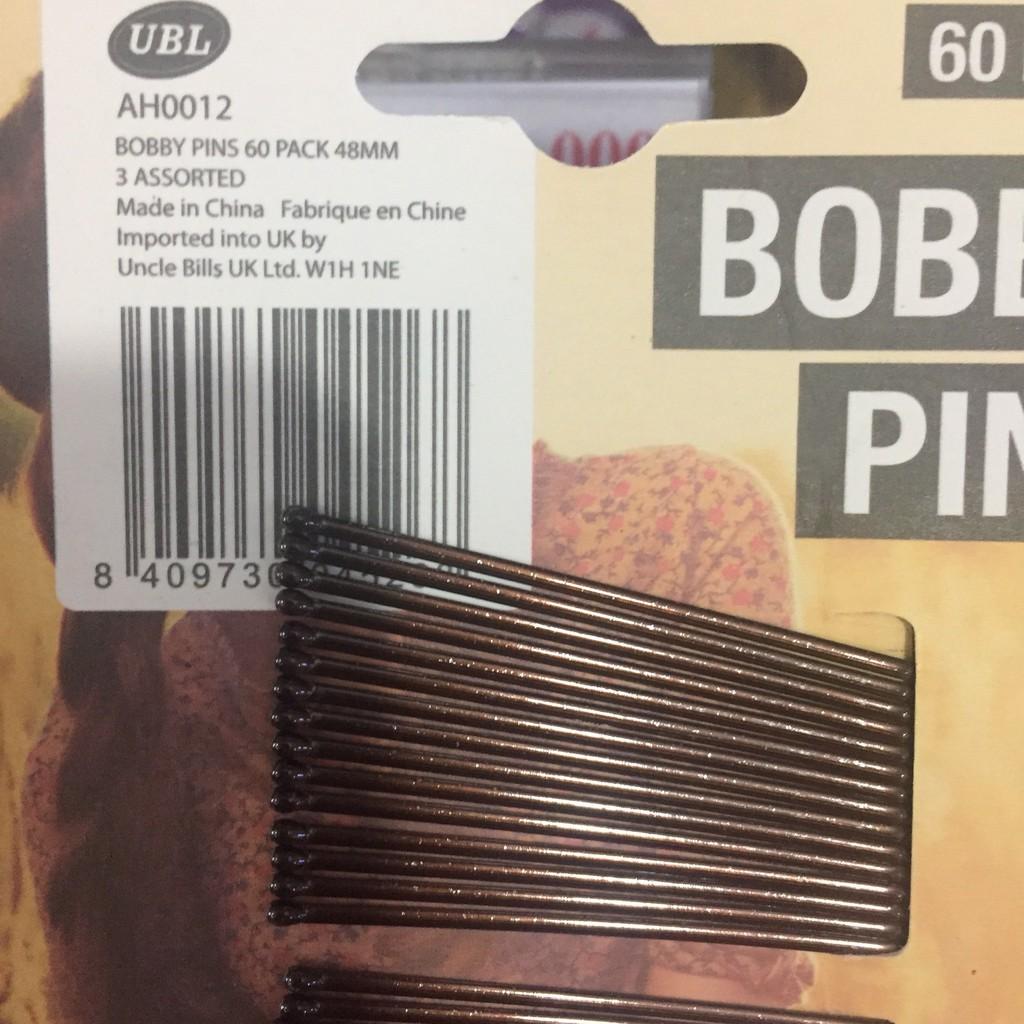 UBL
AH0012
BOBBY PINS 60 PACK 48MM
3 ASSORTED
Made in China Fabrique en Chine
Imported into UK by
Uncle Bills UK Ltd. W1H 1NE
8 409730
60
BOBB
PIN
000